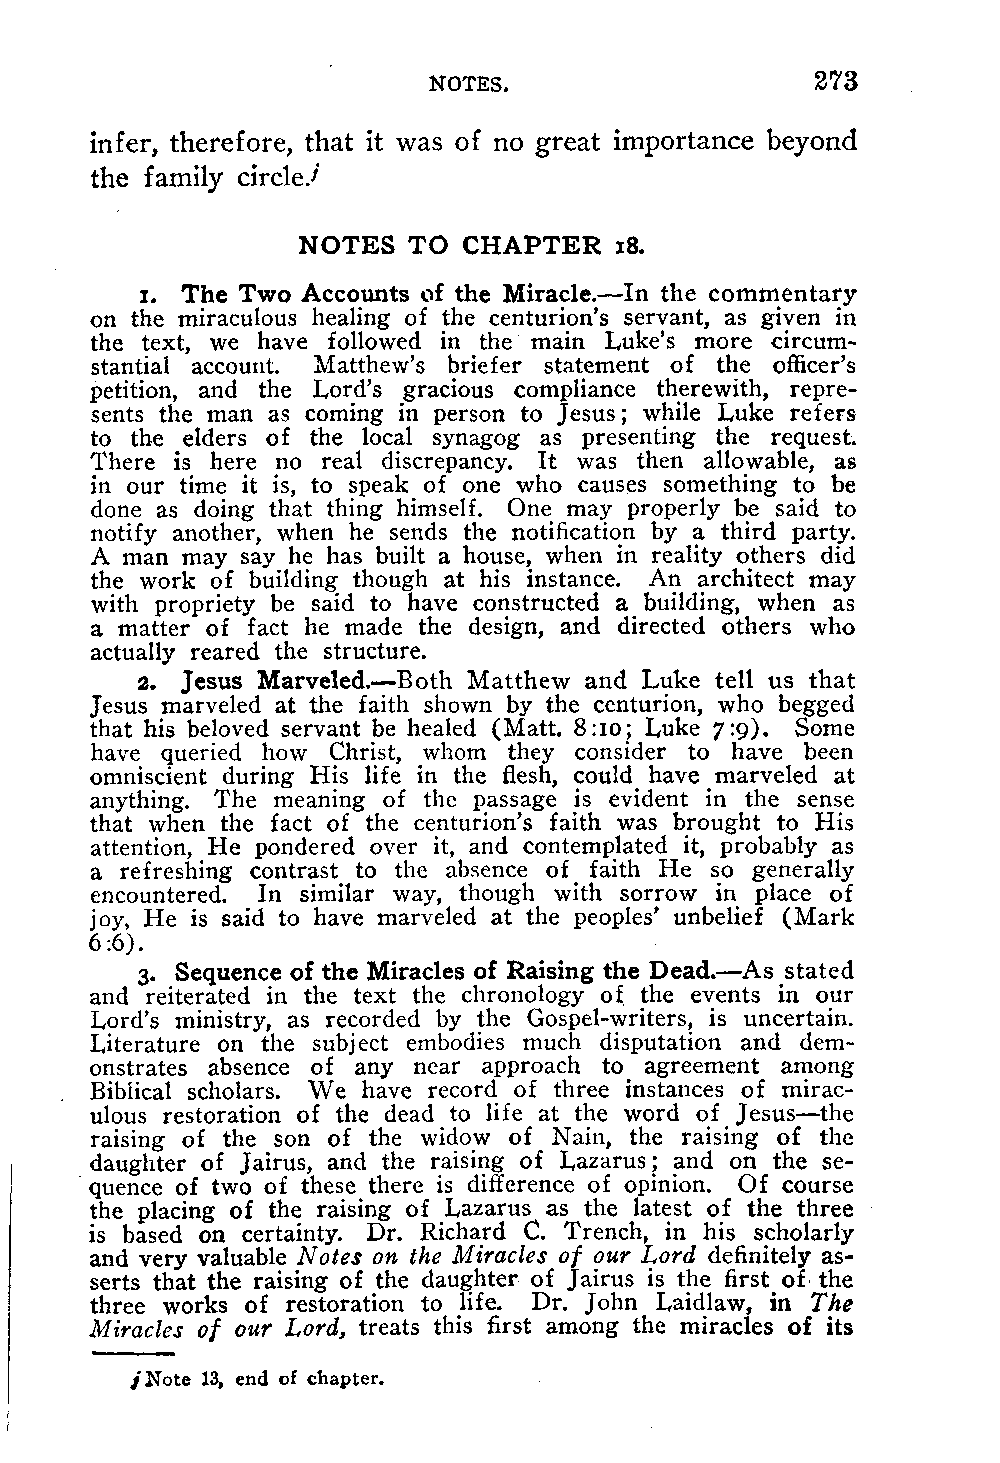 NOTES. 273
infer, therefore, that it was of no great importance beyond
the family circle.j
NOTES TO CHAPTER 18.
1. The Two Accounts of the Miracle.—In the commentary
on the miraculous healing of the centurion's servant, as given in
the text, we have followed in the main Luke's more circum-
stantial account. Matthew's briefer statement of the officer's
petition, and the Lord's gracious compliance therewith, repre-
sents the man as coming in person to Jesus; while Luke refers
to the elders of the local synagog as presenting the request.
There is here no real discrepancy. It was then allowable, as
in our time it is, to speak of one who causes something to be
done as doing that thing himself. One may properly be said to
notify another, when he sends the notification by a third party.
A man may say he has built a house, when in reality others did
the work of building though at his instance. An architect may
with propriety be said to have constructed a building, when as
a matter of fact he made the design, and directed others who
actually reared the structure.
2. Jesus Marveled.—Both Matthew and Luke tell us that
Jesus marveled at the faith shown by the centurion, who begged
that his beloved servant be healed (Matt. 8:10; Luke 7:9). Some
have queried how Christ, whom they consider to have been
omniscient during His life in the flesh, could have marveled at
anything. The meaning of the passage is evident in the sense
that when the fact of the centurion's faith was brought to His
attention, He pondered over it, and contemplated it, probably as
a refreshing contrast to the absence of faith He so generally
encountered. In similar way, though with sorrow in place of
joy, He is said to have marveled at the peoples' unbelief (Mark
6:6).
3. Sequence of the Miracles of Raising the Dead.—As stated
and reiterated in the text the chronology of the events in our
Lord's ministry, as recorded by the Gospel-writers, is uncertain.
Literature on the subject embodies much disputation and dem-
onstrates absence of any near approach to agreement among
Biblical scholars. We have record of three instances of mirac-
ulous restoration of the dead to life at the word of Jesus—the
raising of the son of the widow of Nain, the raising of the
daughter of Jairus, and the raising of Lazarus; and on the se-
quence of two of these there is difference of opinion. Of course
the placing of the raising of Lazarus as the latest of the three
is based on certainty. Dr. Richard C. Trench, in his scholarly
and very valuable Notes on the Miracles of our Lord definitely as-
serts that the raising of the daughter of Jairus is the first of the
three works of restoration to life. Dr. John Laidlaw, in The
Miracles of our Lord, treats this first among the miracles of its
j Note 13, end of chapter.